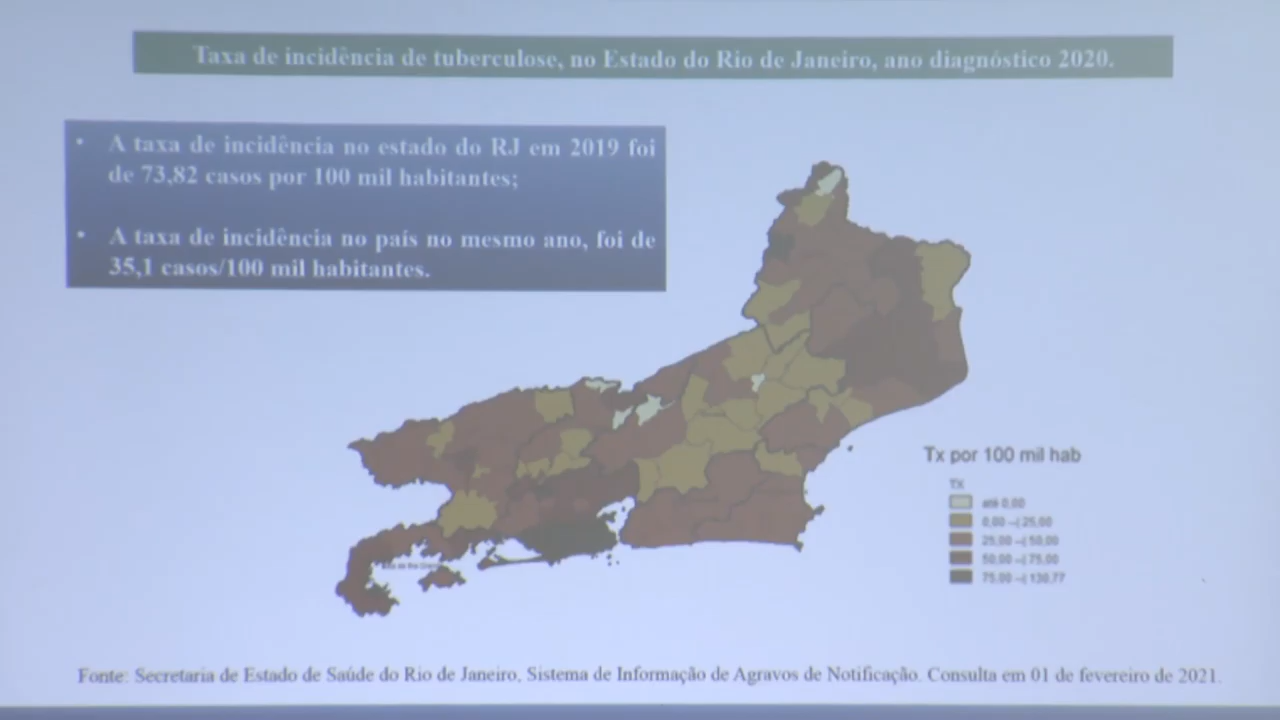 Taxa de incidência de tuberculose, no Estado do Rio de Janeiro, ano diagnóstico 2020.
• A taxa de incidência no estado do RJ em 2019 foi
de 73,82 casos por 100 mil habitantes;
• A taxa de incidência no país no mesmo ano, foi de
35,1 casos/100 mil habitantes.
Tx por 100 mil hab
Tx
até 0,00
0,00 --| 25,00
25,00 --| 50,00
50,00 --| 75,00
75,00 --| 130,77
Fonte: Secretaria de Estado de Saúde do Rio de Janeiro, Sistema de Informação de Agravos de Notificação. Consulta em 01 de fevereiro de 2021.